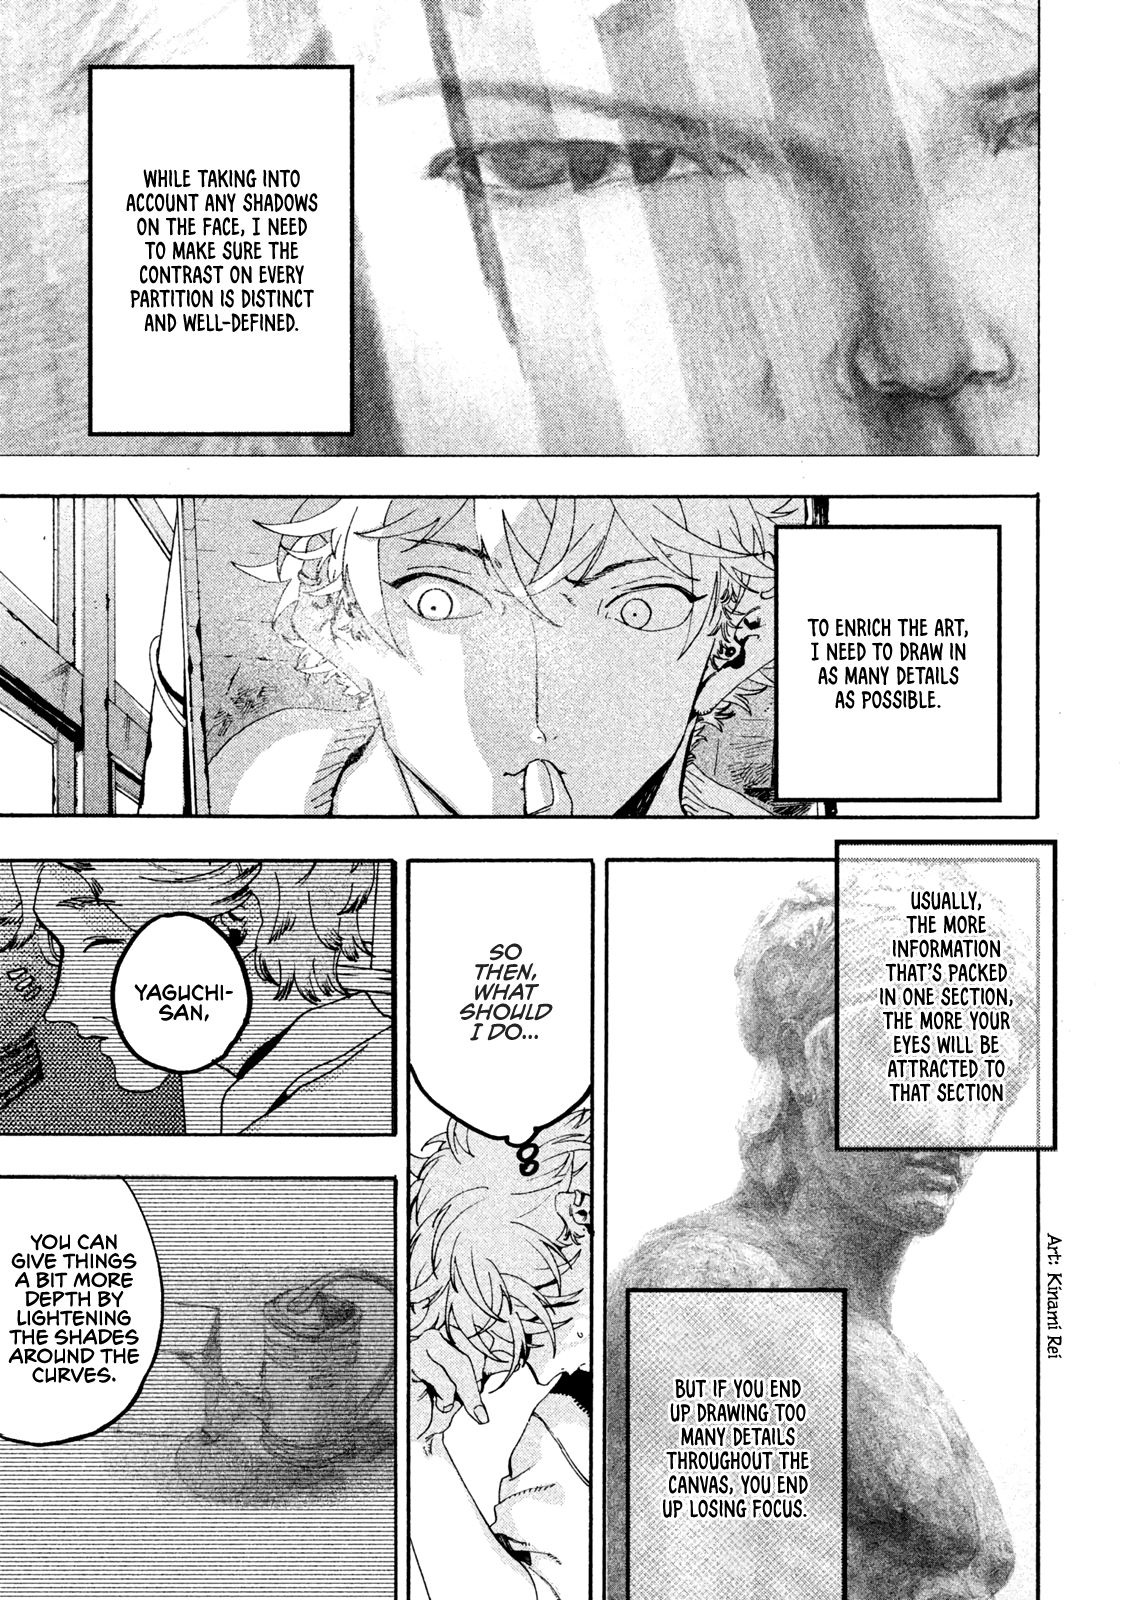 WHILE TAKING INTO
ACCOUNT ANY SHADOWS
ON THE FACE, I NEED
TO MAKE SURE THE
CONTRAST ON EVERY
PARTITION IS DISTINCT
AND WELL-DEFINED.
TO ENRICH THE ART,
I NEED TO DRAW IN
AS MANY DETAILS
AS POSSIBLE.
USUALLY,
THE MORE
INFORMATION
THAT'S PACKED
IN ONE SECTION,
THE MORE YOUR
EYES WILL BE
ATTRACTED TO
THAT SECTION
Art: Kinami Rei
BUT IF YOU END
UP DRAWING TOO
MANY DETAILS
THROUGHOUT THE
CANVAS, YOU END
UP LOSING FOCUS.
SO
THEN,
WHAT
SHOULD
I DO...
YAGUCHI-
SAN,
YOU CAN
GIVE THINGS
A BIT MORE
DEPTH BY
LIGHTENING
THE SHADES
AROUND THE
CURVES.